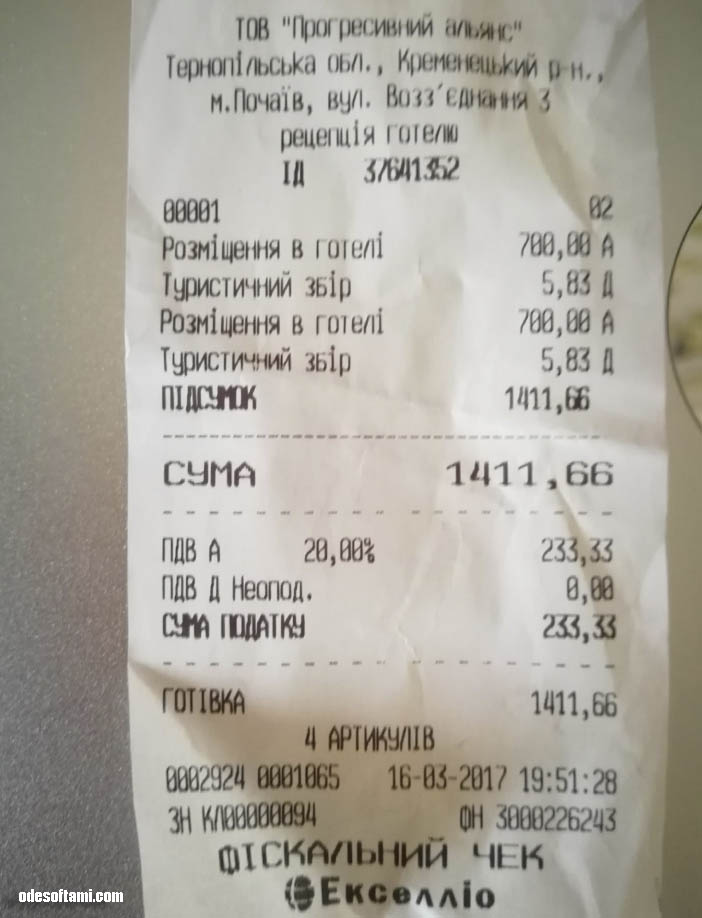 ТОВ "Прогресивний альянс"
Тернопільська обл., Кременецький р-н.,
м.Почаїв, вул. Возз'єднання 3
рецепція готелю
ІД 37641352
00001 02
Розміщення в готелі 700,00 А
Туристичний збір 5,83 Д
Розміщення в готелі 700,00 А
Туристичний збір 5,83 Д
ПІДСУМОК 1411,66
СУМА 1411,66
ПДВ А 20,00% 233,33
ПДВ Д Неопод. 0,00
СУМА ПОДАТКУ 233,33
ГОТІВКА 1411,66
4 АРТИКУЛІВ
0002924 0001065 16-03-2017 19:51:28
ЗН КЛ00000094 ФН 3000226243
ФІСКАЛЬНИЙ ЧЕК
Екселліо
odesoftami.com